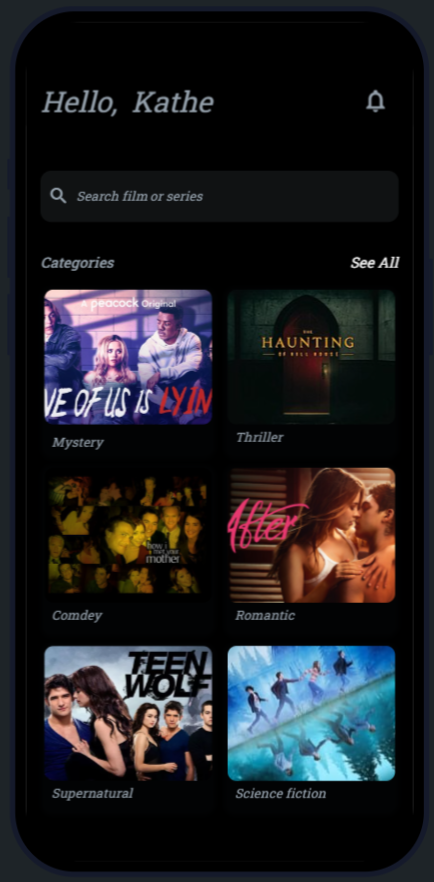 Hello, Kathe
Search film or series
Categories
See All
A peacock Original
VE OF US IS LYIN
THE
HAUNTING
OF HILL HOUSE
Mystery
Thriller
how i
met your
mother
After
Comdey
Romantic
TEEN
WOLF
Supernatural
Science fiction